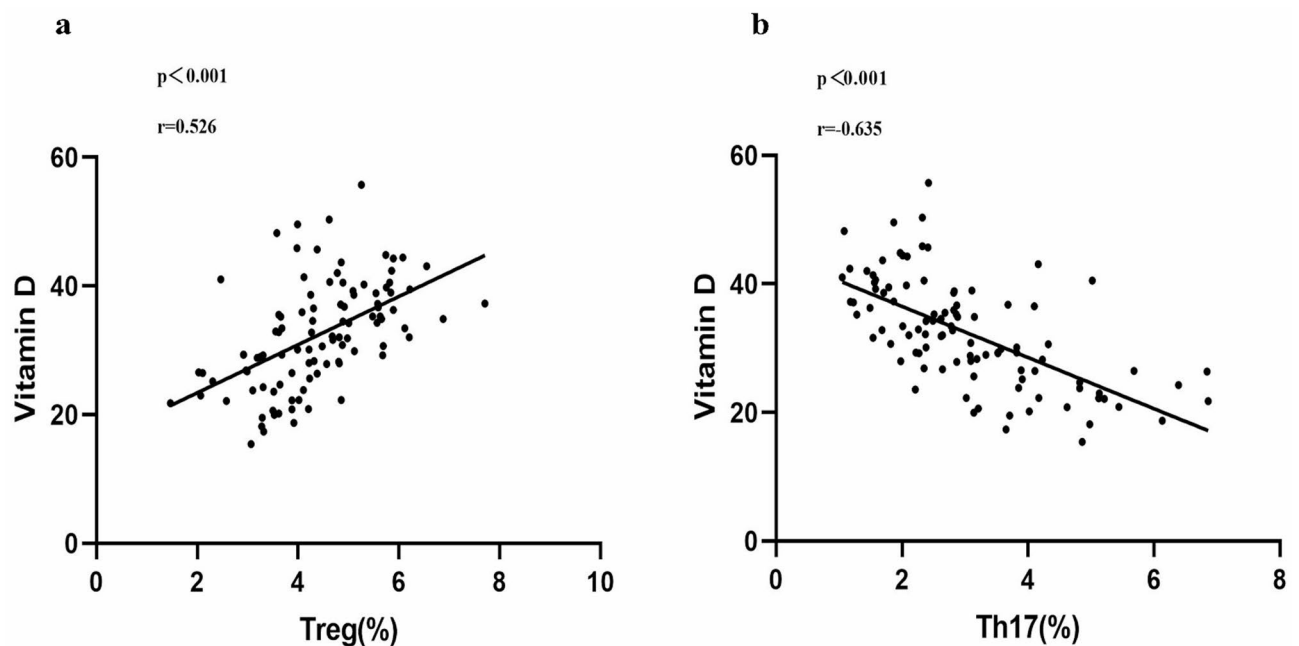 a
p<0.001
r=0.526
60
40
20
0
Vitamin D
0 2 4 6 8 10
Treg(%)
b
p<0.001
r=-0.635
60
40
20
0
Vitamin D
0 2 4 6 8
Th17(%)